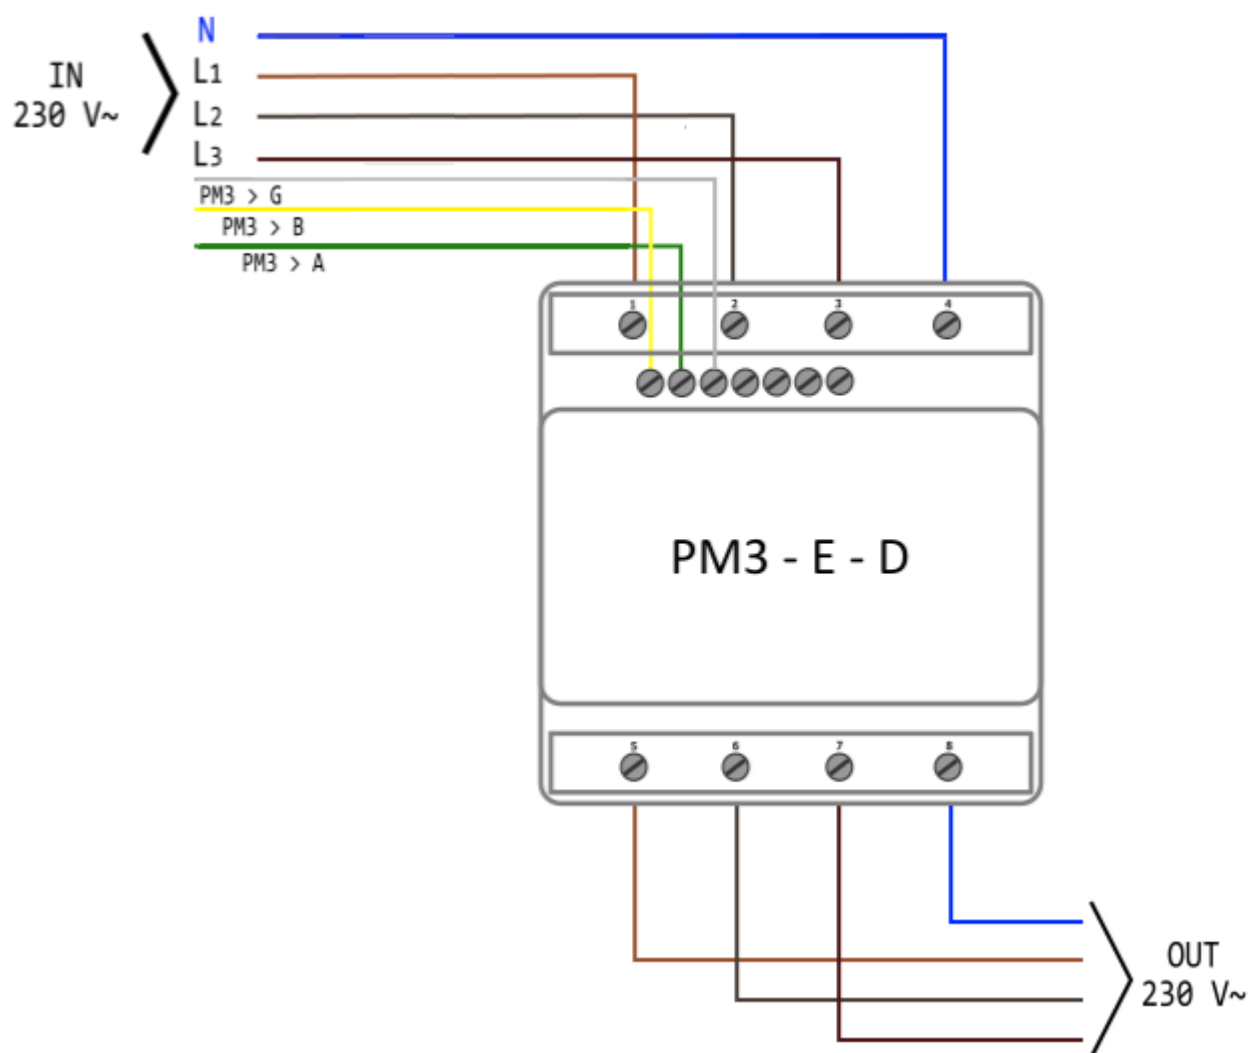 N
IN
230 V~
L1
L2
L3
PM3 > G
PM3 > B
PM3 > A
1 2 3 4
PM3 - E - D
5 6 7 8
OUT
230 V~